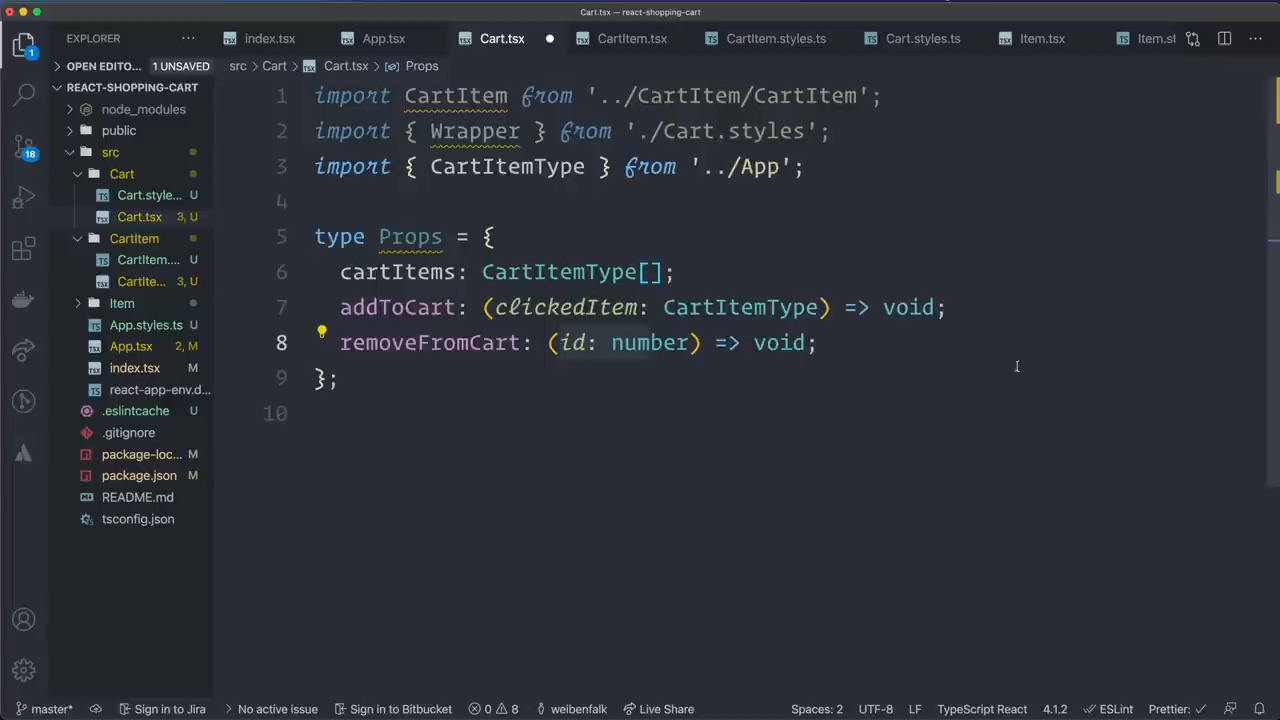 Cart.tsx — react-shopping-cart
EXPLORER
index.tsx
App.tsx
Cart.tsx
CartItem.tsx
CartItem.styles.ts
Cart.styles.ts
Item.tsx
Item.st
OPEN EDITO... 1 UNSAVED
src > Cart > Cart.tsx > Props
REACT-SHOPPING-CART
node_modules
public
src
Cart
Cart.style... U
Cart.tsx 3, U
CartItem
CartItem.... U
CartIte... 3, U
Item
App.styles.ts U
App.tsx 2, M
index.tsx M
react-app-env.d...
.eslintcache U
.gitignore
package-loc... M
package.json M
README.md
tsconfig.json
1
18
1 import CartItem from '../CartItem/CartItem';
2 import { Wrapper } from './Cart.styles';
3 import { CartItemType } from '../App';
4
5 type Props = {
6 cartItems: CartItemType[];
7 addToCart: (clickedItem: CartItemType) => void;
8 removeFromCart: (id: number) => void;
9 };
10
master* Sign in to Jira No active issue Sign in to Bitbucket 0 8 weibenfalk Live Share Spaces: 2 UTF-8 LF TypeScript React 4.1.2 ESLint Prettier: ✓